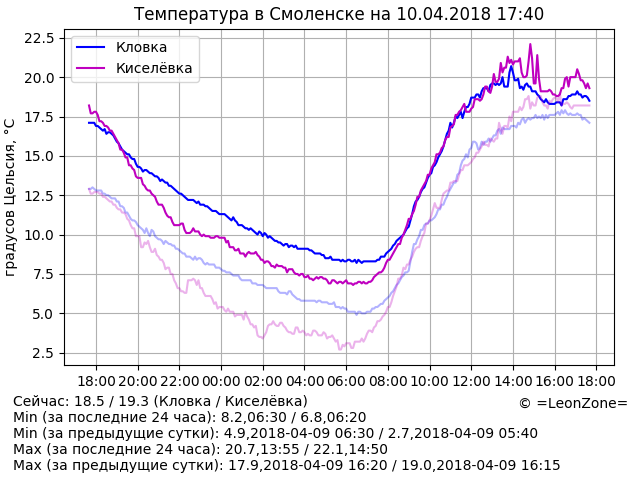 Температура в Смоленске на 10.04.2018 17:40
Кловка
Киселёвка
градусов Цельсия, °C
22.5
20.0
17.5
15.0
12.5
10.0
7.5
5.0
2.5
18:00 20:00 22:00 00:00 02:00 04:00 06:00 08:00 10:00 12:00 14:00 16:00 18:00
Сейчас: 18.5 / 19.3 (Кловка / Киселёвка)
© =LeonZone=
Min (за последние 24 часа): 8.2,06:30 / 6.8,06:20
Min (за предыдущие сутки): 4.9,2018-04-09 06:30 / 2.7,2018-04-09 05:40
Max (за последние 24 часа): 20.7,13:55 / 22.1,14:50
Max (за предыдущие сутки): 17.9,2018-04-09 16:20 / 19.0,2018-04-09 16:15